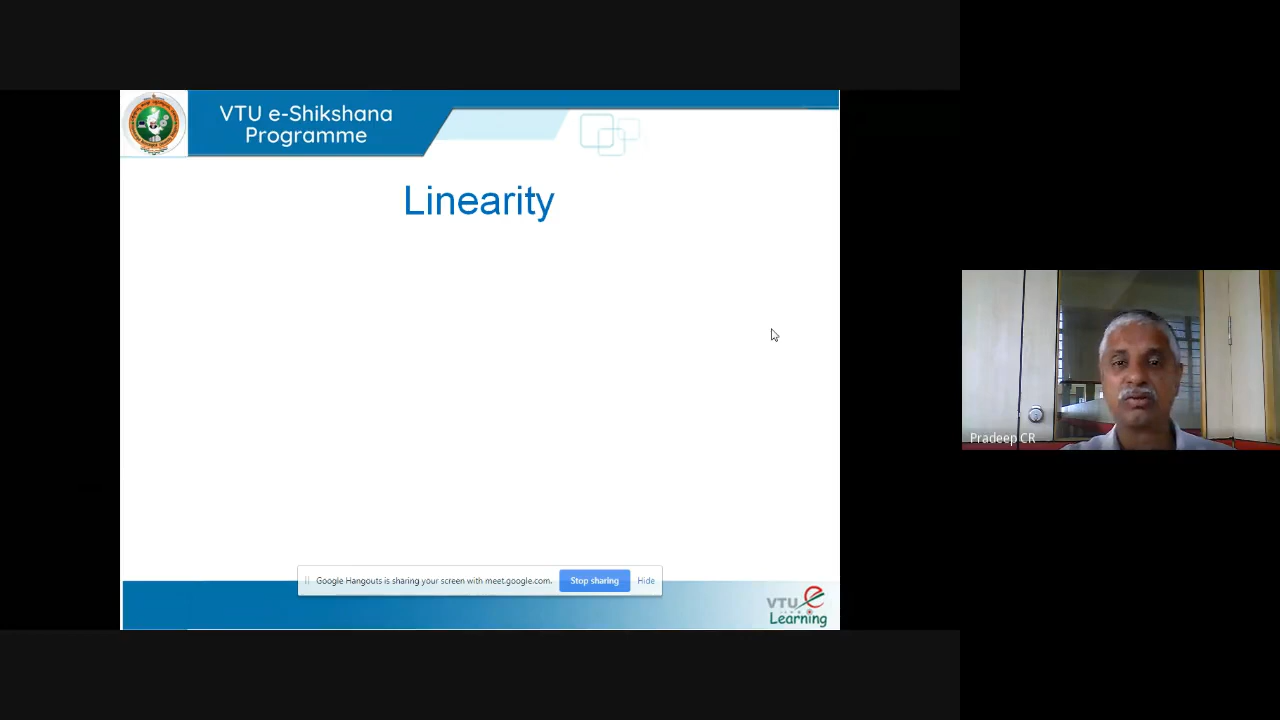 VTU e-Shikshana
Programme
Linearity
Pradeep CR
Google Hangouts is sharing your screen with meet.google.com.
Stop sharing
Hide
VTU e
Learning